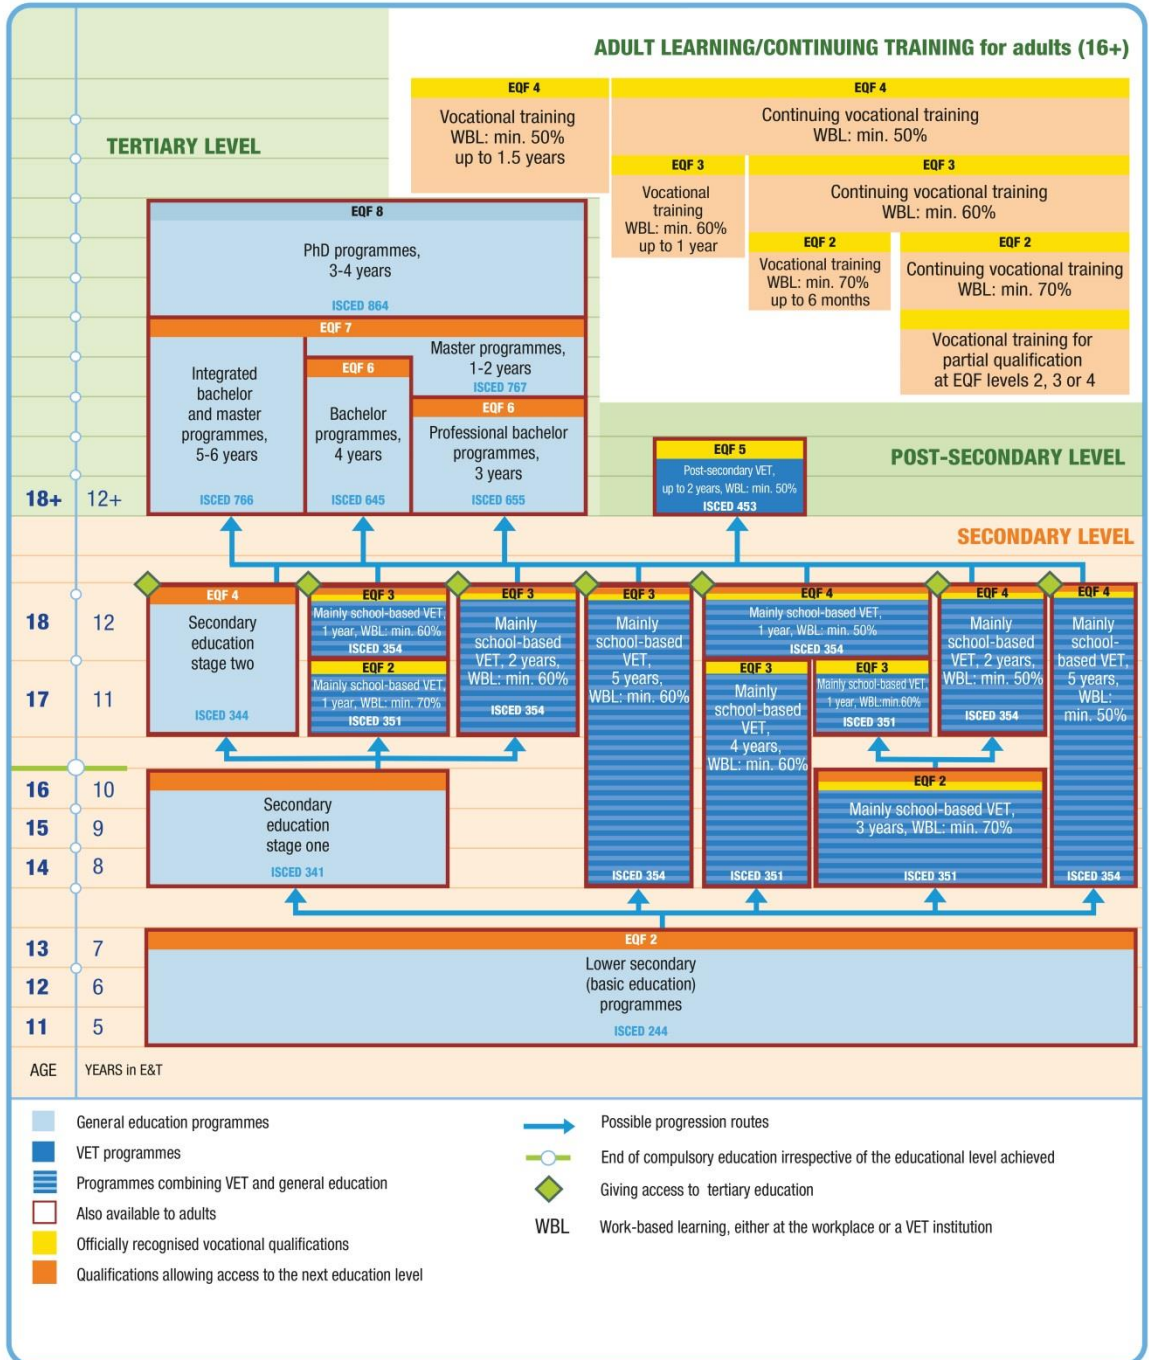 ADULT LEARNING/CONTINUING TRAINING for adults (16+)
EQF 4
Vocational training
WBL: min. 50%
up to 1.5 years
EQF 4
Continuing vocational training
WBL: min. 50%
EQF 3
Vocational
training
WBL: min. 60%
up to 1 year
EQF 3
Continuing vocational training
WBL: min. 60%
EQF 2
Vocational training
WBL: min. 70%
up to 6 months
EQF 2
Continuing vocational training
WBL: min. 70%
Vocational training for
partial qualification
at EQF levels 2, 3 or 4
TERTIARY LEVEL
EQF 8
PhD programmes,
3-4 years
ISCED 864
EQF 7
Integrated
bachelor
and master
programmes,
5-6 years
ISCED 766
Master programmes,
1-2 years
ISCED 767
EQF 6
Bachelor
programmes,
4 years
ISCED 645
EQF 6
Professional bachelor
programmes,
3 years
ISCED 655
POST-SECONDARY LEVEL
EQF 5
Post-secondary VET,
up to 2 years, WBL: min. 50%
ISCED 453
18+ 12+
SECONDARY LEVEL
EQF 4
Secondary
education
stage two
ISCED 344
EQF 3
Mainly school-based VET,
1 year, WBL: min. 60%
ISCED 354
EQF 2
Mainly school-based VET,
1 year, WBL: min. 70%
ISCED 351
EQF 3
Mainly
school-based
VET, 2 years,
WBL: min. 60%
ISCED 354
EQF 3
Mainly
school-based
VET,
5 years,
WBL: min. 60%
ISCED 354
EQF 4
Mainly school-based VET,
1 year, WBL: min. 50%
ISCED 354
EQF 3
Mainly
school-based
VET,
4 years,
WBL: min. 60%
ISCED 351
EQF 3
Mainly school-based VET,
1 year, WBL:min.60%
ISCED 351
EQF 4
Mainly
school-based
VET, 2 years,
WBL: min. 50%
ISCED 354
EQF 4
Mainly
school-
based VET,
5 years,
WBL:
min. 50%
ISCED 354
18 12
17 11
16 10
15 9
14 8
Secondary
education
stage one
ISCED 341
EQF 2
Mainly school-based VET,
3 years, WBL: min. 70%
ISCED 351
13 7
12 6
11 5
EQF 2
Lower secondary
(basic education)
programmes
ISCED 244
AGE YEARS in E&T
General education programmes
VET programmes
Programmes combining VET and general education
Also available to adults
Officially recognised vocational qualifications
Qualifications allowing access to the next education level
Possible progression routes
End of compulsory education irrespective of the educational level achieved
Giving access to tertiary education
WBL Work-based learning, either at the workplace or a VET institution